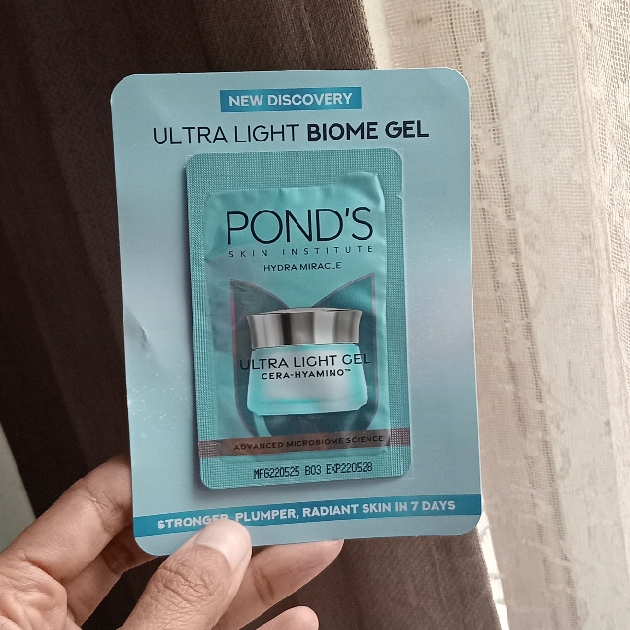 NEW DISCOVERY
ULTRA LIGHT BIOME GEL
POND'S
SKIN INSTITUTE
HYDRA MIRACLE
ULTRA LIGHT GEL
CERA-HYAMINO™
ADVANCED MICROBIOME SCIENCE
MFG220525 B03 EXP220528
STRONGER, PLUMPER, RADIANT SKIN IN 7 DAYS